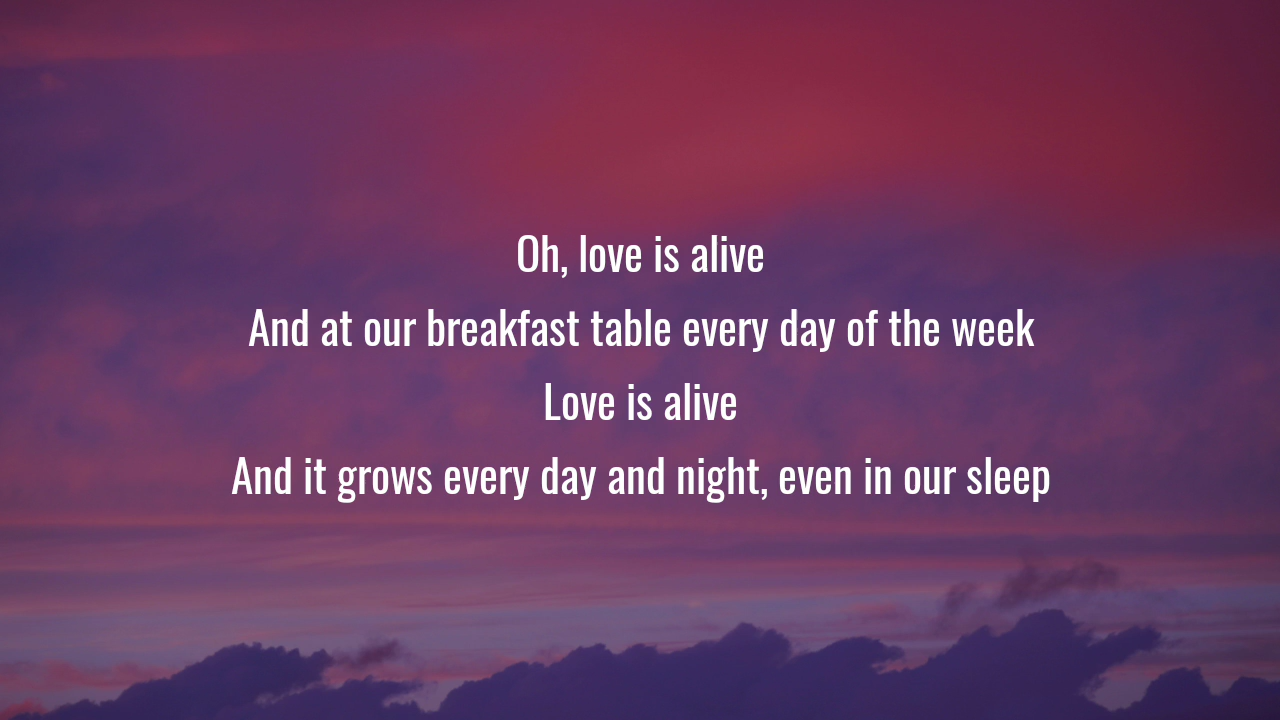 Oh, love is alive
And at our breakfast table every day of the week
Love is alive
And it grows every day and night, even in our sleep